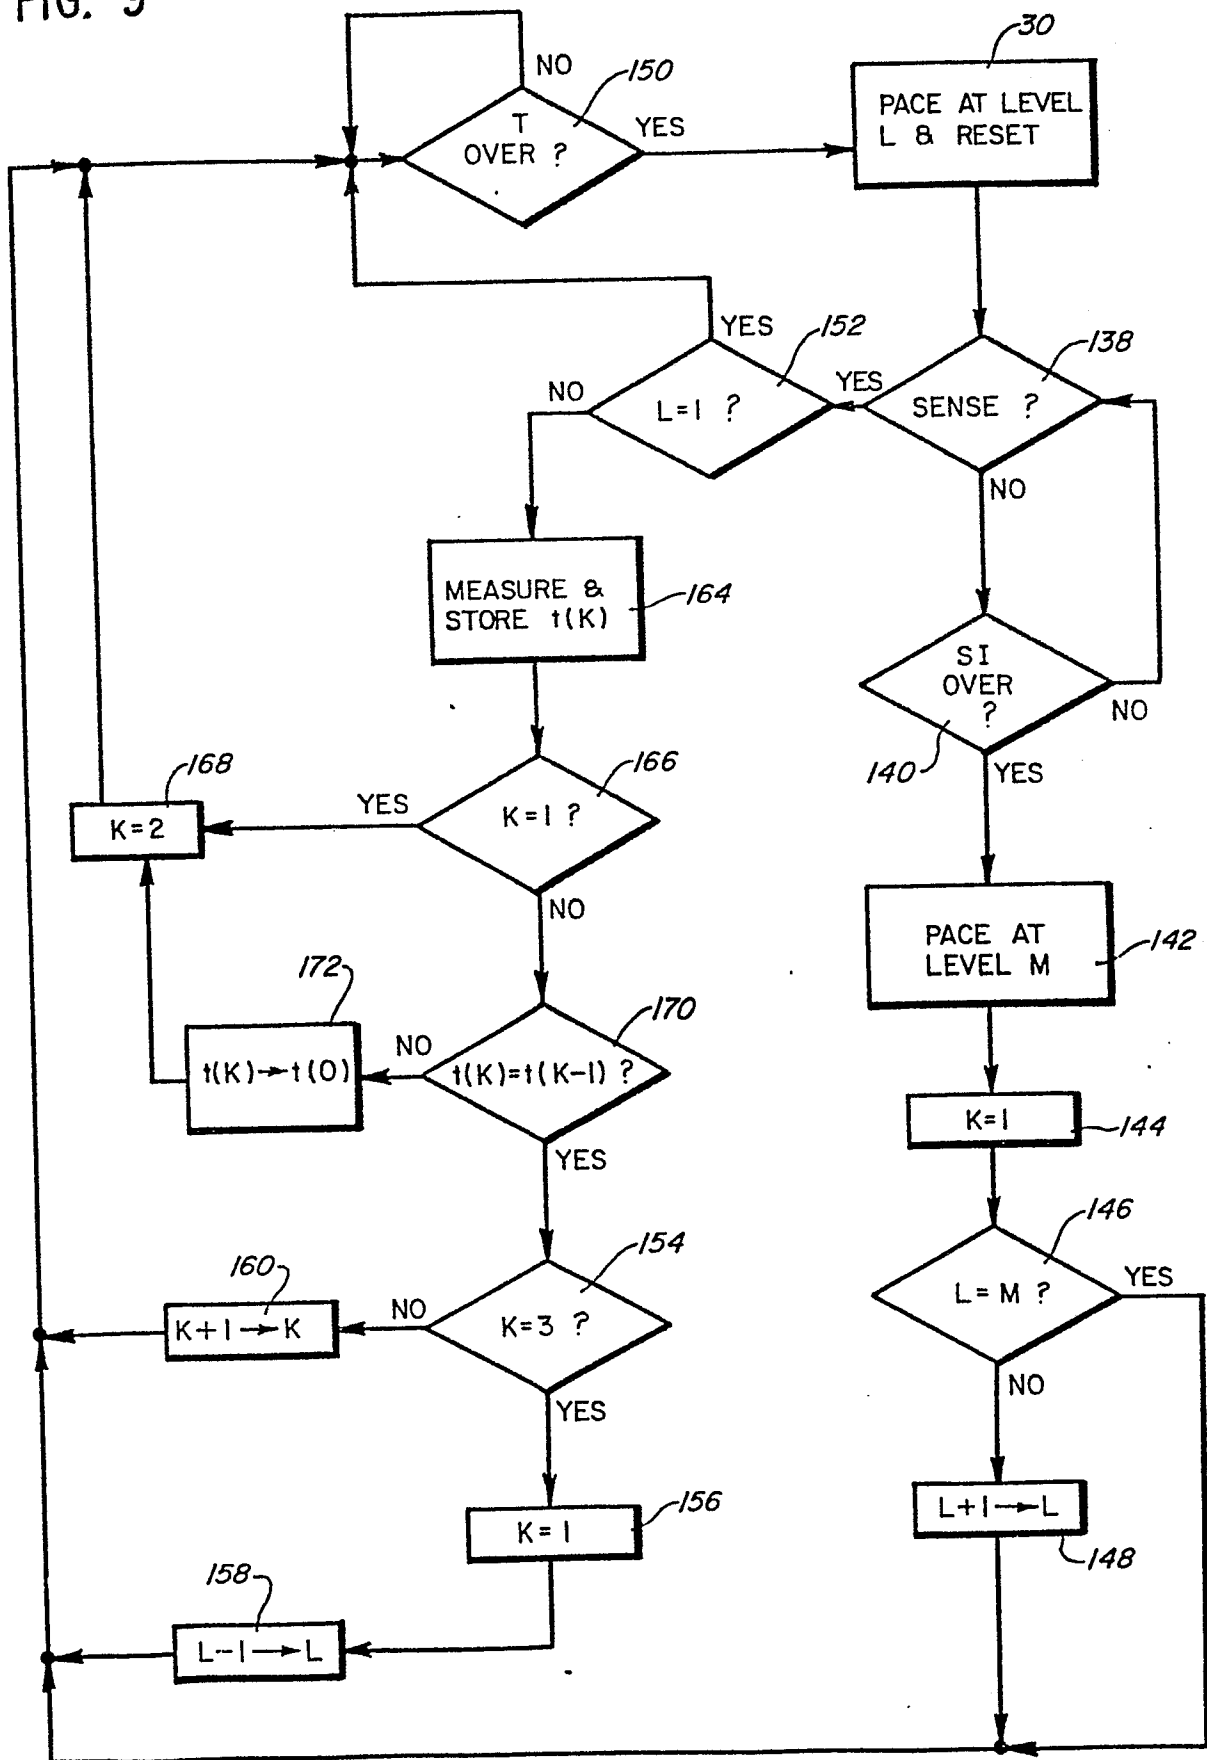 FIG. 9
NO
150
T
OVER ?
YES
30
PACE AT LEVEL
L & RESET
YES
152
L=1 ?
NO
YES
138
SENSE ?
NO
MEASURE &
STORE t(K)
164
SI
OVER
?
NO
140
YES
168
K=2
YES
166
K=1 ?
NO
PACE AT
LEVEL M
142
172
t(K)→t(0)
NO
170
t(K)=t(K-1) ?
YES
K=1
144
160
K+1→K
NO
154
K=3 ?
YES
146
L=M ?
YES
NO
K=1
156
L+1→L
148
158
L-1→L